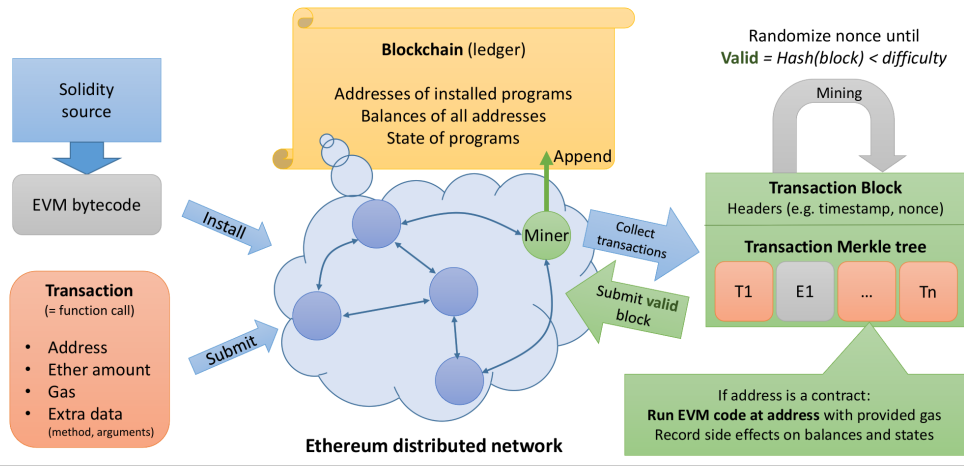 Solidity
source
EVM bytecode
Transaction
(= function call)
• Address
• Ether amount
• Gas
• Extra data
(method, arguments)
Install
Submit
Blockchain (ledger)
Addresses of installed programs
Balances of all addresses
State of programs
Append
Miner
Ethereum distributed network
Collect
transactions
Submit valid
block
Randomize nonce until
Valid = Hash(block) < difficulty
Mining
Transaction Block
Headers (e.g. timestamp, nonce)
Transaction Merkle tree
T1
E1
...
Tn
If address is a contract:
Run EVM code at address with provided gas
Record side effects on balances and states